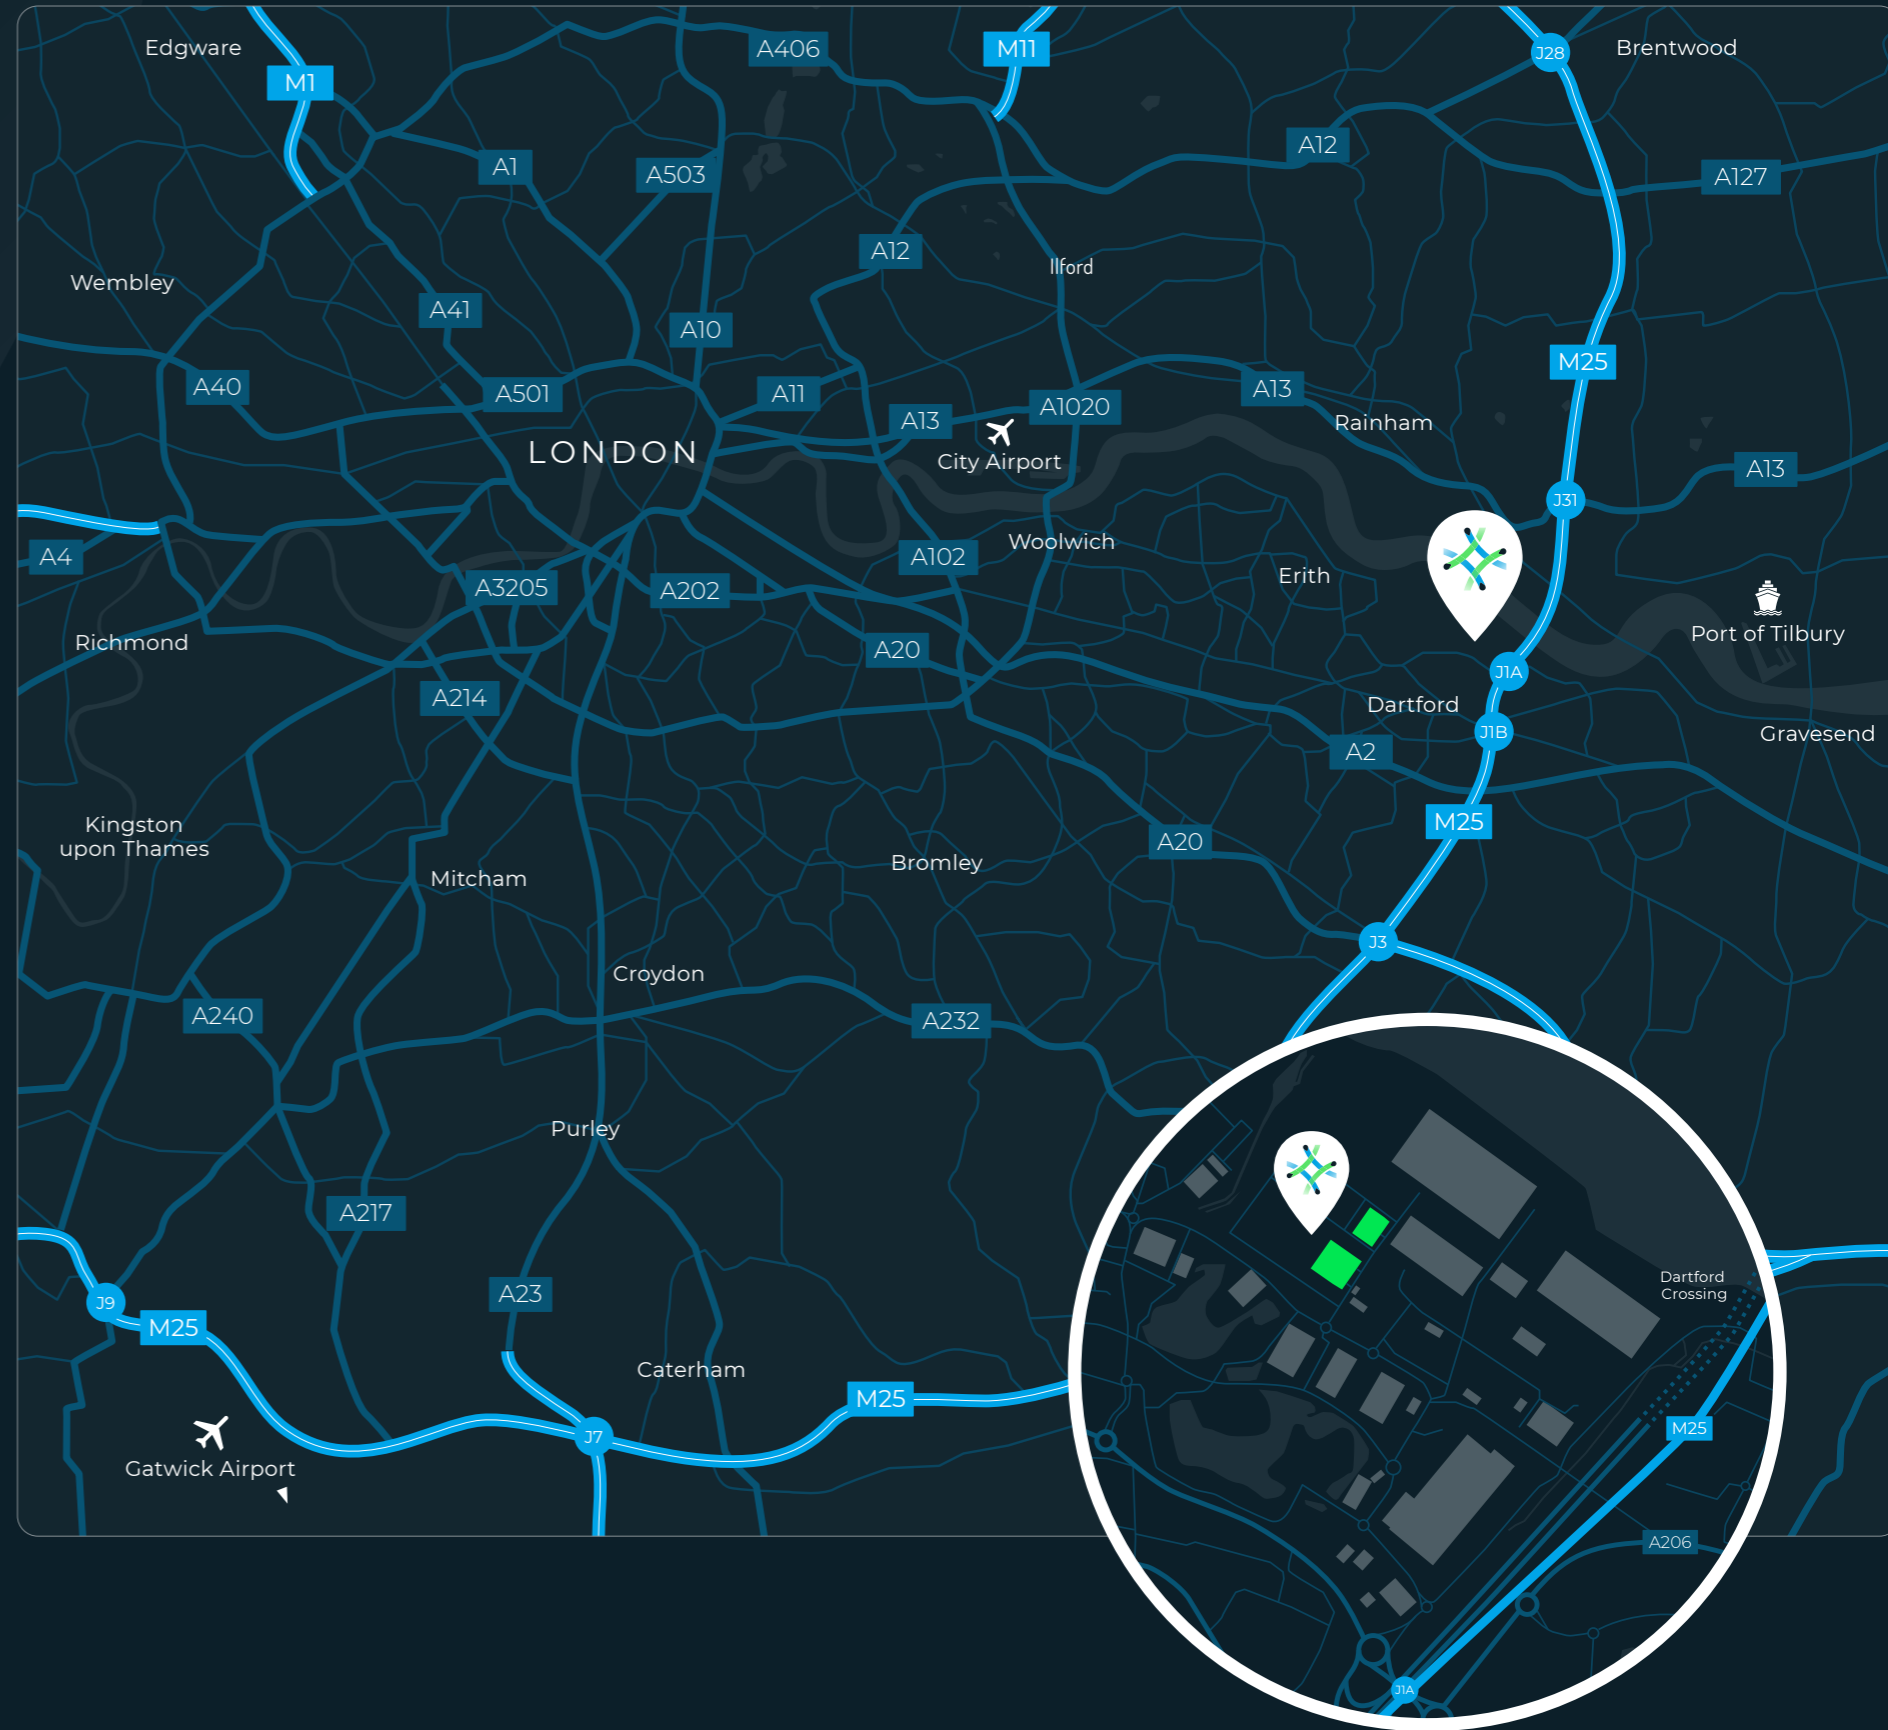 Edgware
A406
M11
J28
Brentwood
M1
A12
A1
A503
A127
A12
Ilford
Wembley
A41
A10
M25
A40
A501
A11
A13
A1020
A13
Rainham
LONDON
City Airport
A13
J31
A4
Woolwich
A102
A3205
A202
Erith
Port of Tilbury
Richmond
A20
J1A
A214
Dartford
J1B
Gravesend
A2
Kingston
upon Thames
M25
A20
Bromley
Mitcham
J3
Croydon
A240
A232
Purley
A217
Dartford
Crossing
A23
J9
M25
Caterham
M25
M25
J7
Gatwick Airport
A206
J1A